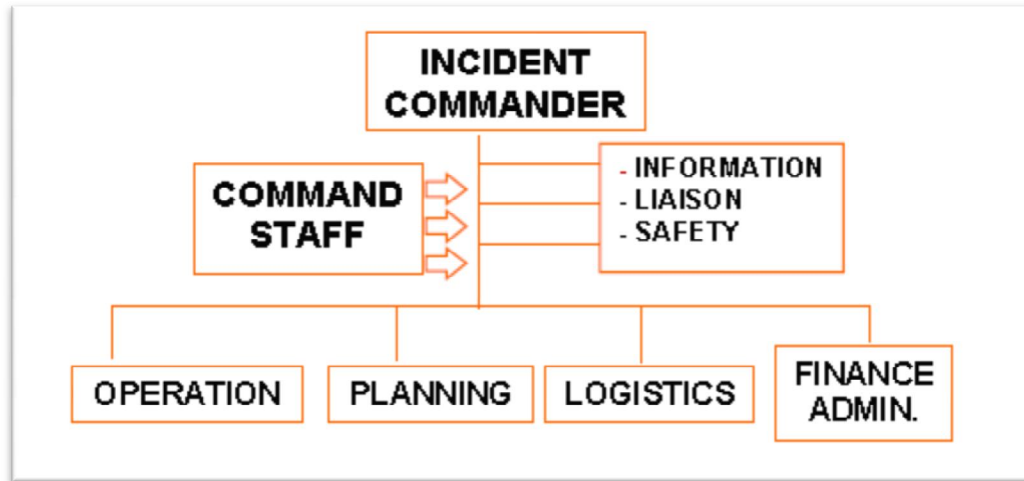 INCIDENT
COMMANDER
COMMAND
STAFF
- INFORMATION
- LIAISON
- SAFETY
OPERATION
PLANNING
LOGISTICS
FINANCE
ADMIN.